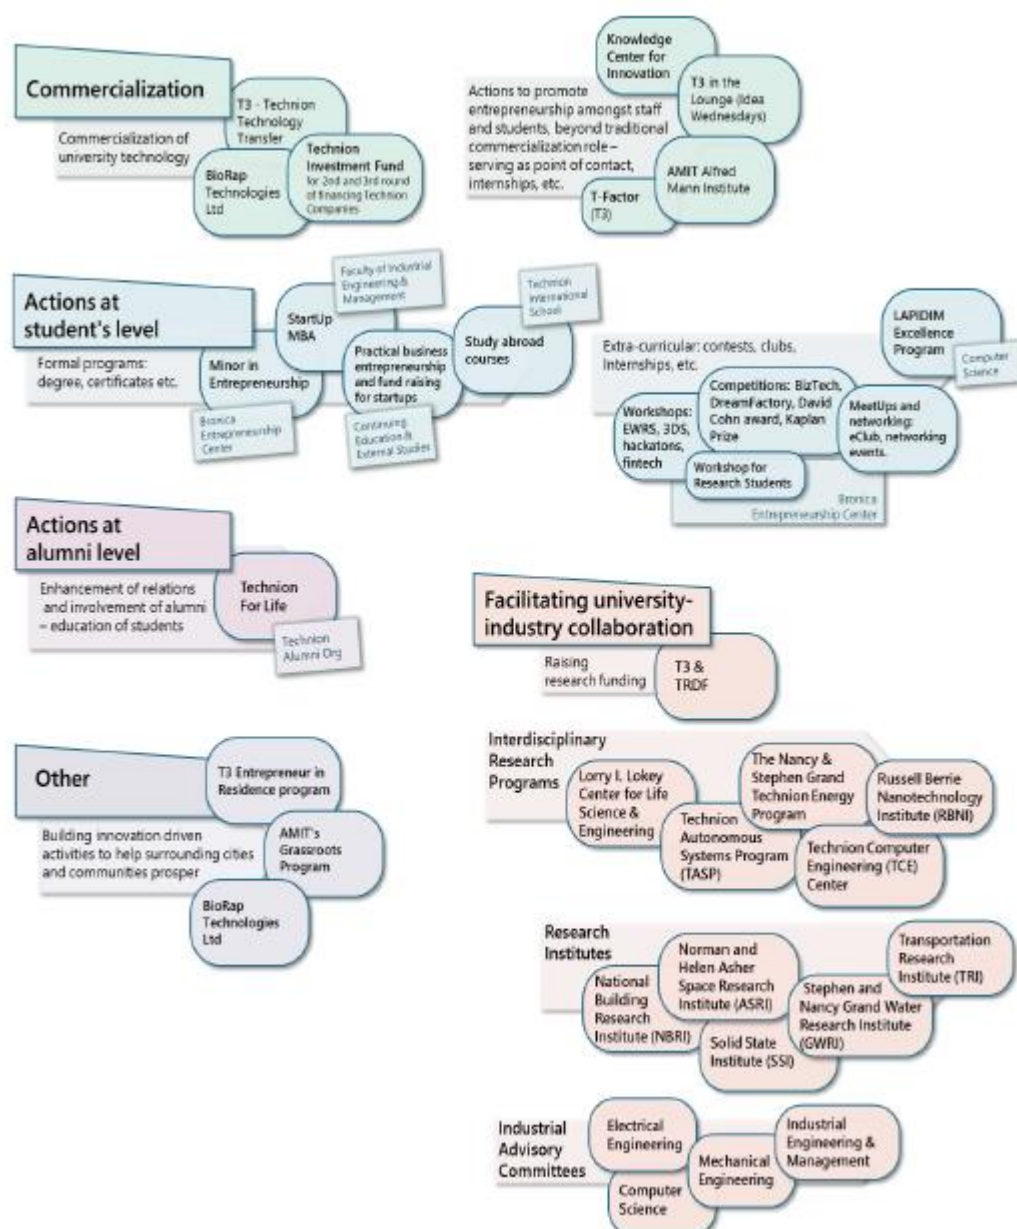 Commercialization
Commercialization of
university technology
T3 - Technion
Technology
Transfer
BioRap
Technologies
Ltd
Technion
Investment Fund
for 2nd and 3rd round
of financing Technion
Companies
Actions to promote
entrepreneurship amongst staff
and students, beyond traditional
commercialization role –
serving as point of contact,
internships, etc.
Knowledge
Center for
Innovation
T3 in the
Lounge (Idea
Wednesdays)
AMIT Alfred
Mann Institute
T-Factor
(T3)
Actions at
student's level
Formal programs:
degree, certificates etc.
Minor in
Entrepreneurship
Bronica
Entrepreneurship
Center
StartUp
MBA
Faculty of Industrial
Engineering &
Management
Practical business
entrepreneurship
and fund raising
for startups
Continuing
Education &
External Studies
Study abroad
courses
Technion
International
School
Extra-curricular: contests, clubs,
Internships, etc.
LAPIDIM
Excellence
Program
Computer
Science
Workshops:
EWRS, 3DS,
hackatons,
fintech
Competitions: BizTech,
DreamFactory, David
Cohn award, Kaplan
Prize
MeetUps and
networking:
eClub, networking
events.
Workshop for
Research Students
Bronica
Entrepreneurship Center
Actions at
alumni level
Enhancement of relations
and involvement of alumni
– education of students
Technion
For Life
Technion
Alumni Org
Other
Building innovation driven
activities to help surrounding cities
and communities prosper
T3 Entrepreneur in
Residence program
AMIT's
Grassroots
Program
BioRap
Technologies
Ltd
Facilitating university-
industry collaboration
Raising
research funding
T3 &
TRDF
Interdisciplinary
Research
Programs
Lorry I. Lokey
Center for Life
Science &
Engineering
Technion
Autonomous
Systems Program
(TASP)
The Nancy &
Stephen Grand
Technion Energy
Program
Technion Computer
Engineering (TCE)
Center
Russell Berrie
Nanotechnology
Institute (RBNI)
Research
Institutes
National
Building
Research
Institute (NBRI)
Norman and
Helen Asher
Space Research
Institute (ASRI)
Solid State
Institute (SSI)
Stephen and
Nancy Grand Water
Research Institute
(GWRI)
Transportation
Research
Institute (TRI)
Industrial
Advisory
Committees
Electrical
Engineering
Computer
Science
Mechanical
Engineering
Industrial
Engineering &
Management